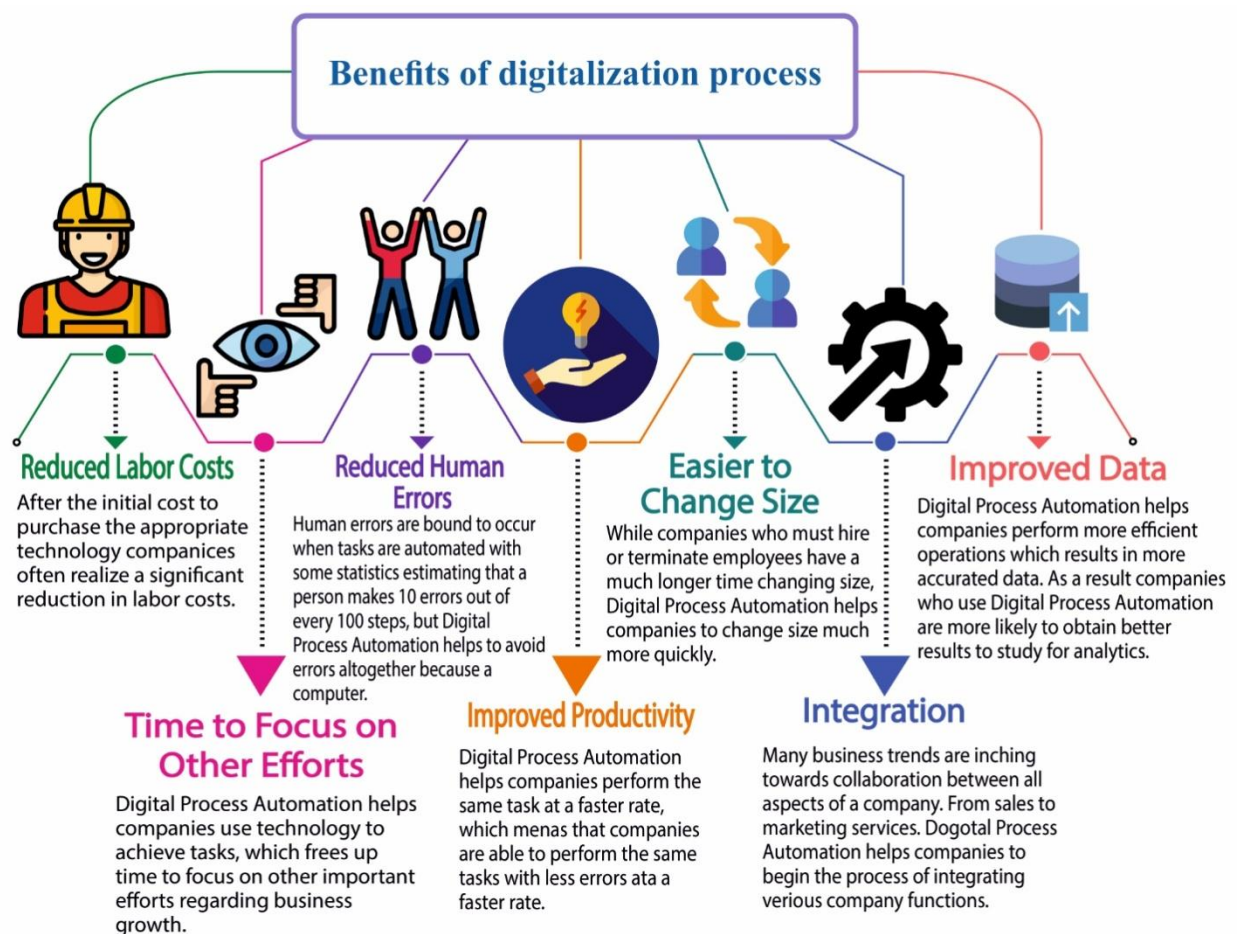 Benefits of digitalization process
Reduced Labor Costs
After the initial cost to
purchase the appropriate
technology companices
often realize a significant
reduction in labor costs.
Time to Focus on
Other Efforts
Digital Process Automation helps
companies use technology to
achieve tasks, which frees up
time to focus on other important
efforts regarding business
growth.
Reduced Human
Errors
Human errors are bound to occur
when tasks are automated with
some statistics estimating that a
person makes 10 errors out of
every 100 steps, but Digital
Process Automation helps to avoid
errors altogether because a
computer.
Improved Productivity
Digital Process Automation
helps companies perform the
same task at a faster rate,
which menas that companies
are able to perform the same
tasks with less errors ata a
faster rate.
Easier to
Change Size
While companies who must hire
or terminate employees have a
much longer time changing size,
Digital Process Automation helps
companies to change size much
more quickly.
Integration
Many business trends are inching
towards collaboration between all
aspects of a company. From sales to
marketing services. Dogotal Process
Automation helps companies to
begin the process of integrating
verious company functions.
Improved Data
Digital Process Automation helps
companies perform more efficient
operations which results in more
accurated data. As a result companies
who use Digital Process Automation
are more likely to obtain better
results to study for analytics.